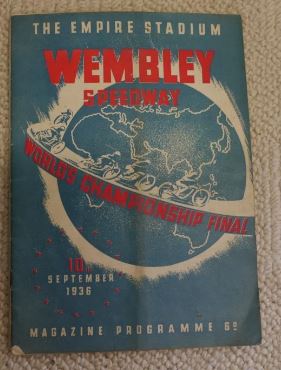 THE EMPIRE STADIUM
WEMBLEY
SPEEDWAY
WORLD'S CHAMPIONSHIP FINAL
10TH
SEPTEMBER
1936
MAGAZINE PROGRAMME 6D